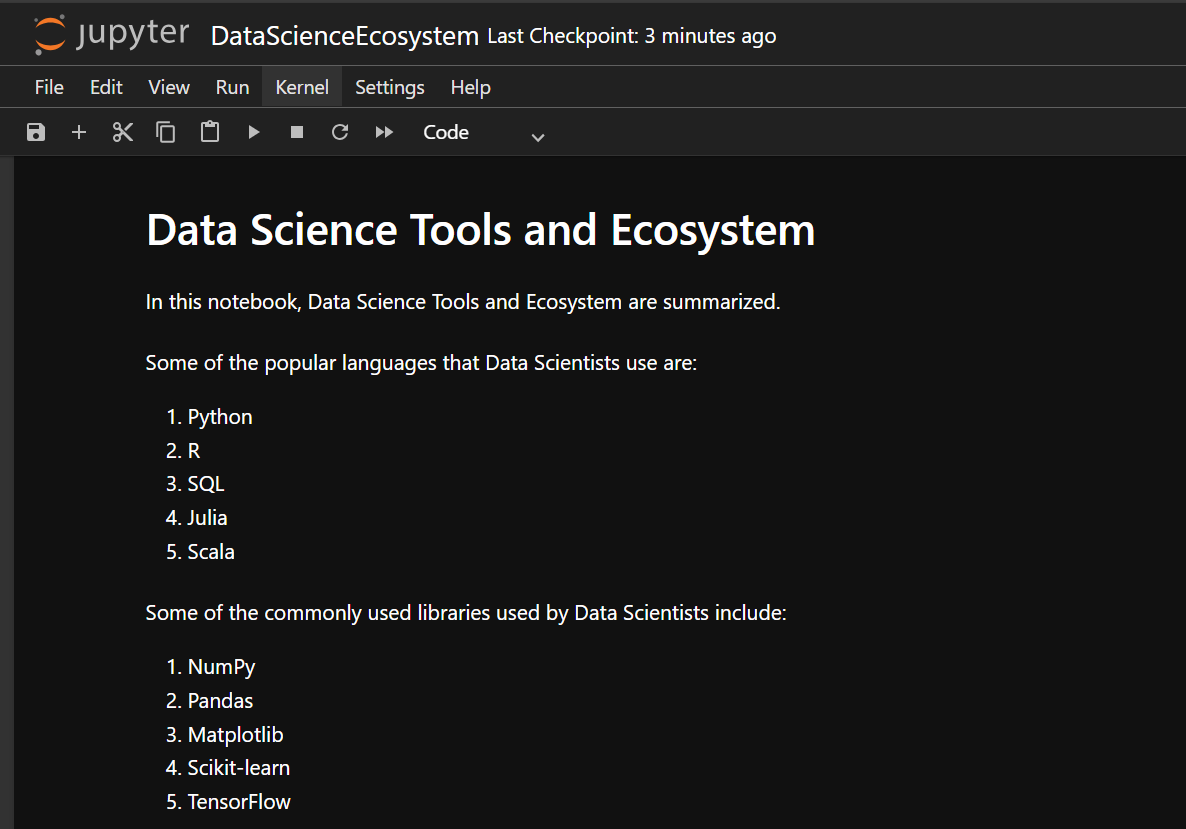 jupyter DataScienceEcosystem Last Checkpoint: 3 minutes ago
File Edit View Run Kernel Settings Help
Code
Data Science Tools and Ecosystem
In this notebook, Data Science Tools and Ecosystem are summarized.
Some of the popular languages that Data Scientists use are:
1. Python
2. R
3. SQL
4. Julia
5. Scala
Some of the commonly used libraries used by Data Scientists include:
1. NumPy
2. Pandas
3. Matplotlib
4. Scikit-learn
5. TensorFlow